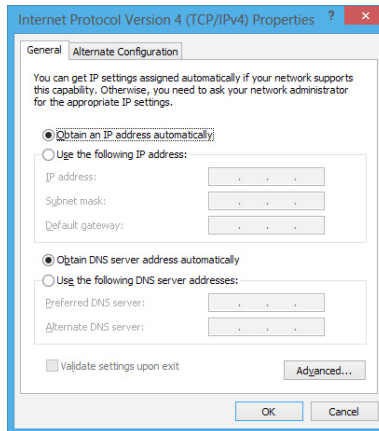 Internet Protocol Version 4 (TCP/IPv4) Properties ? ×
General Alternate Configuration
You can get IP settings assigned automatically if your network supports
this capability. Otherwise, you need to ask your network administrator
for the appropriate IP settings.
Obtain an IP address automatically
Use the following IP address:
IP address: . . .
Subnet mask: . . .
Default gateway: . . .
Obtain DNS server address automatically
Use the following DNS server addresses:
Preferred DNS server: . . .
Alternate DNS server: . . .
Validate settings upon exit
Advanced...
OK Cancel